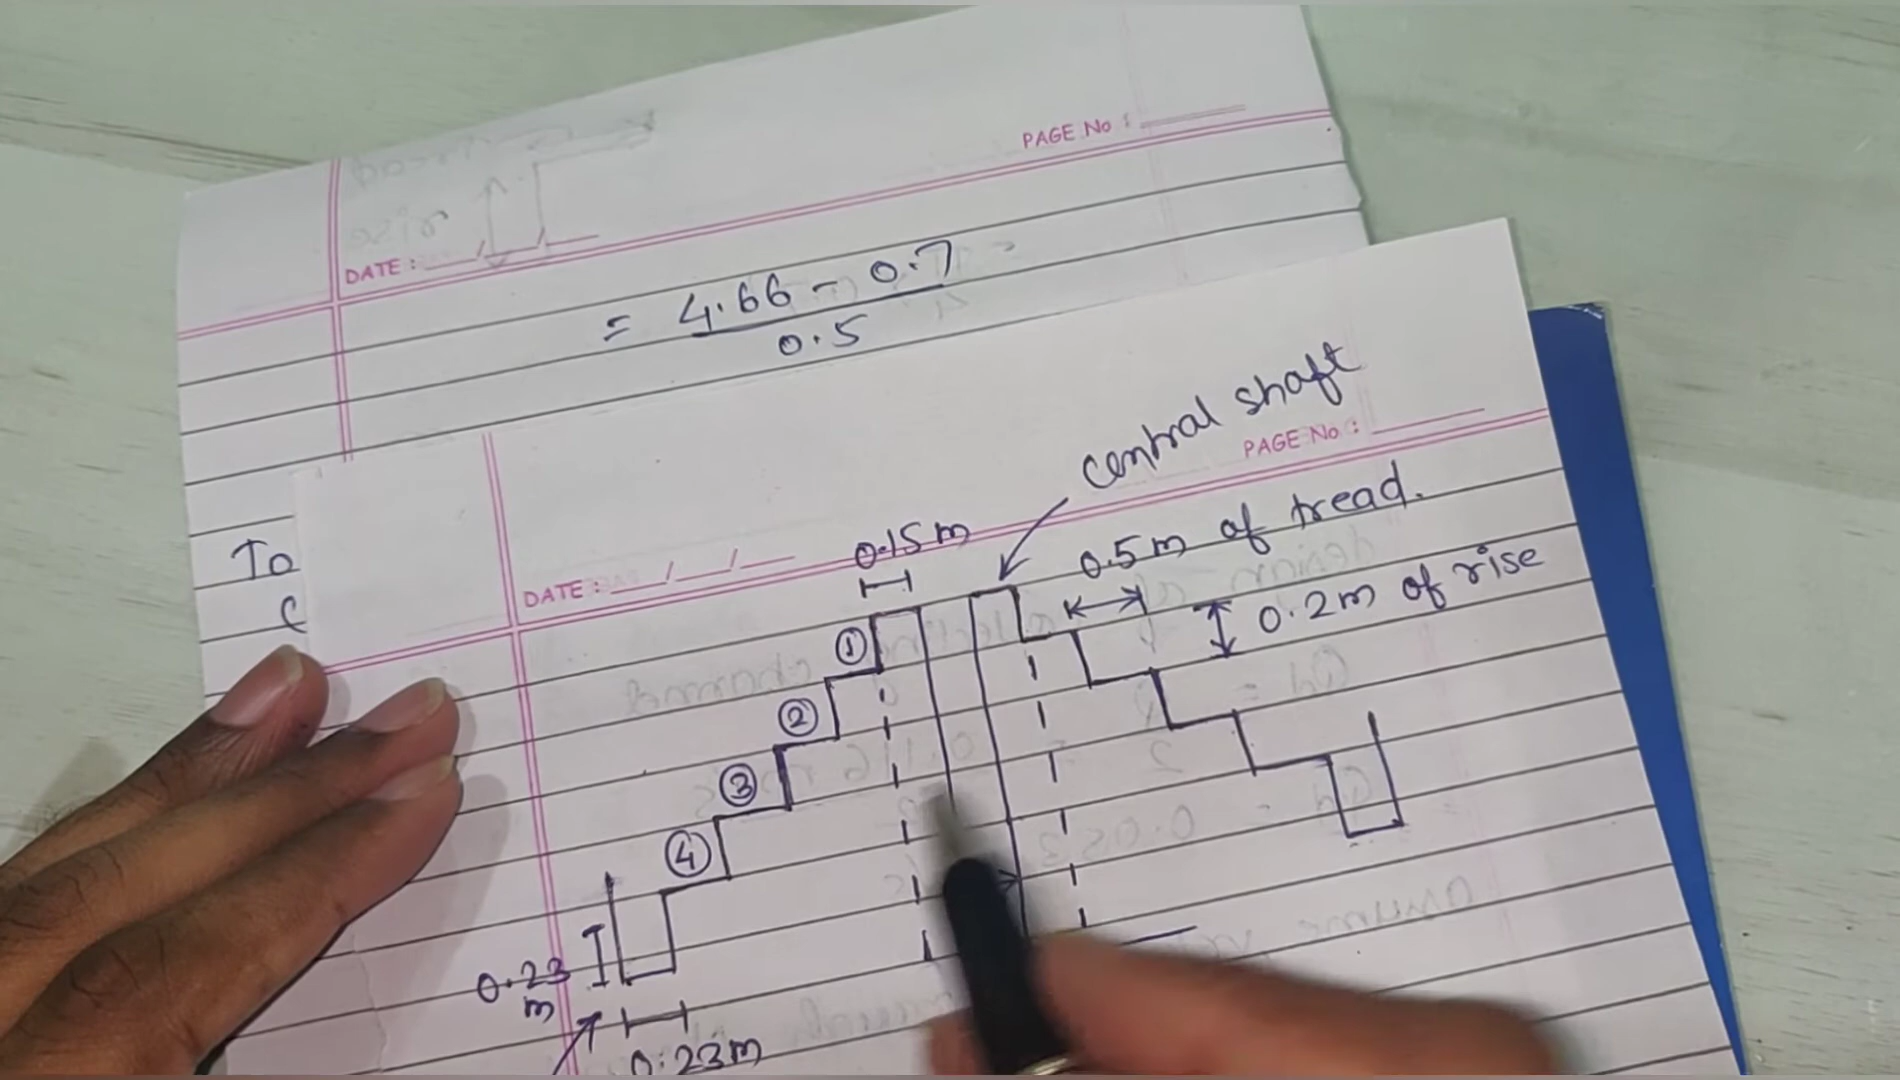 PAGE No :
DATE :
= 4.66 - 0.7
0.5
To
C
central shaft
PAGE No :
DATE :
0.15m
0.5m of tread.
0.2m of rise
①
②
③
④
0.23
m
0.23m